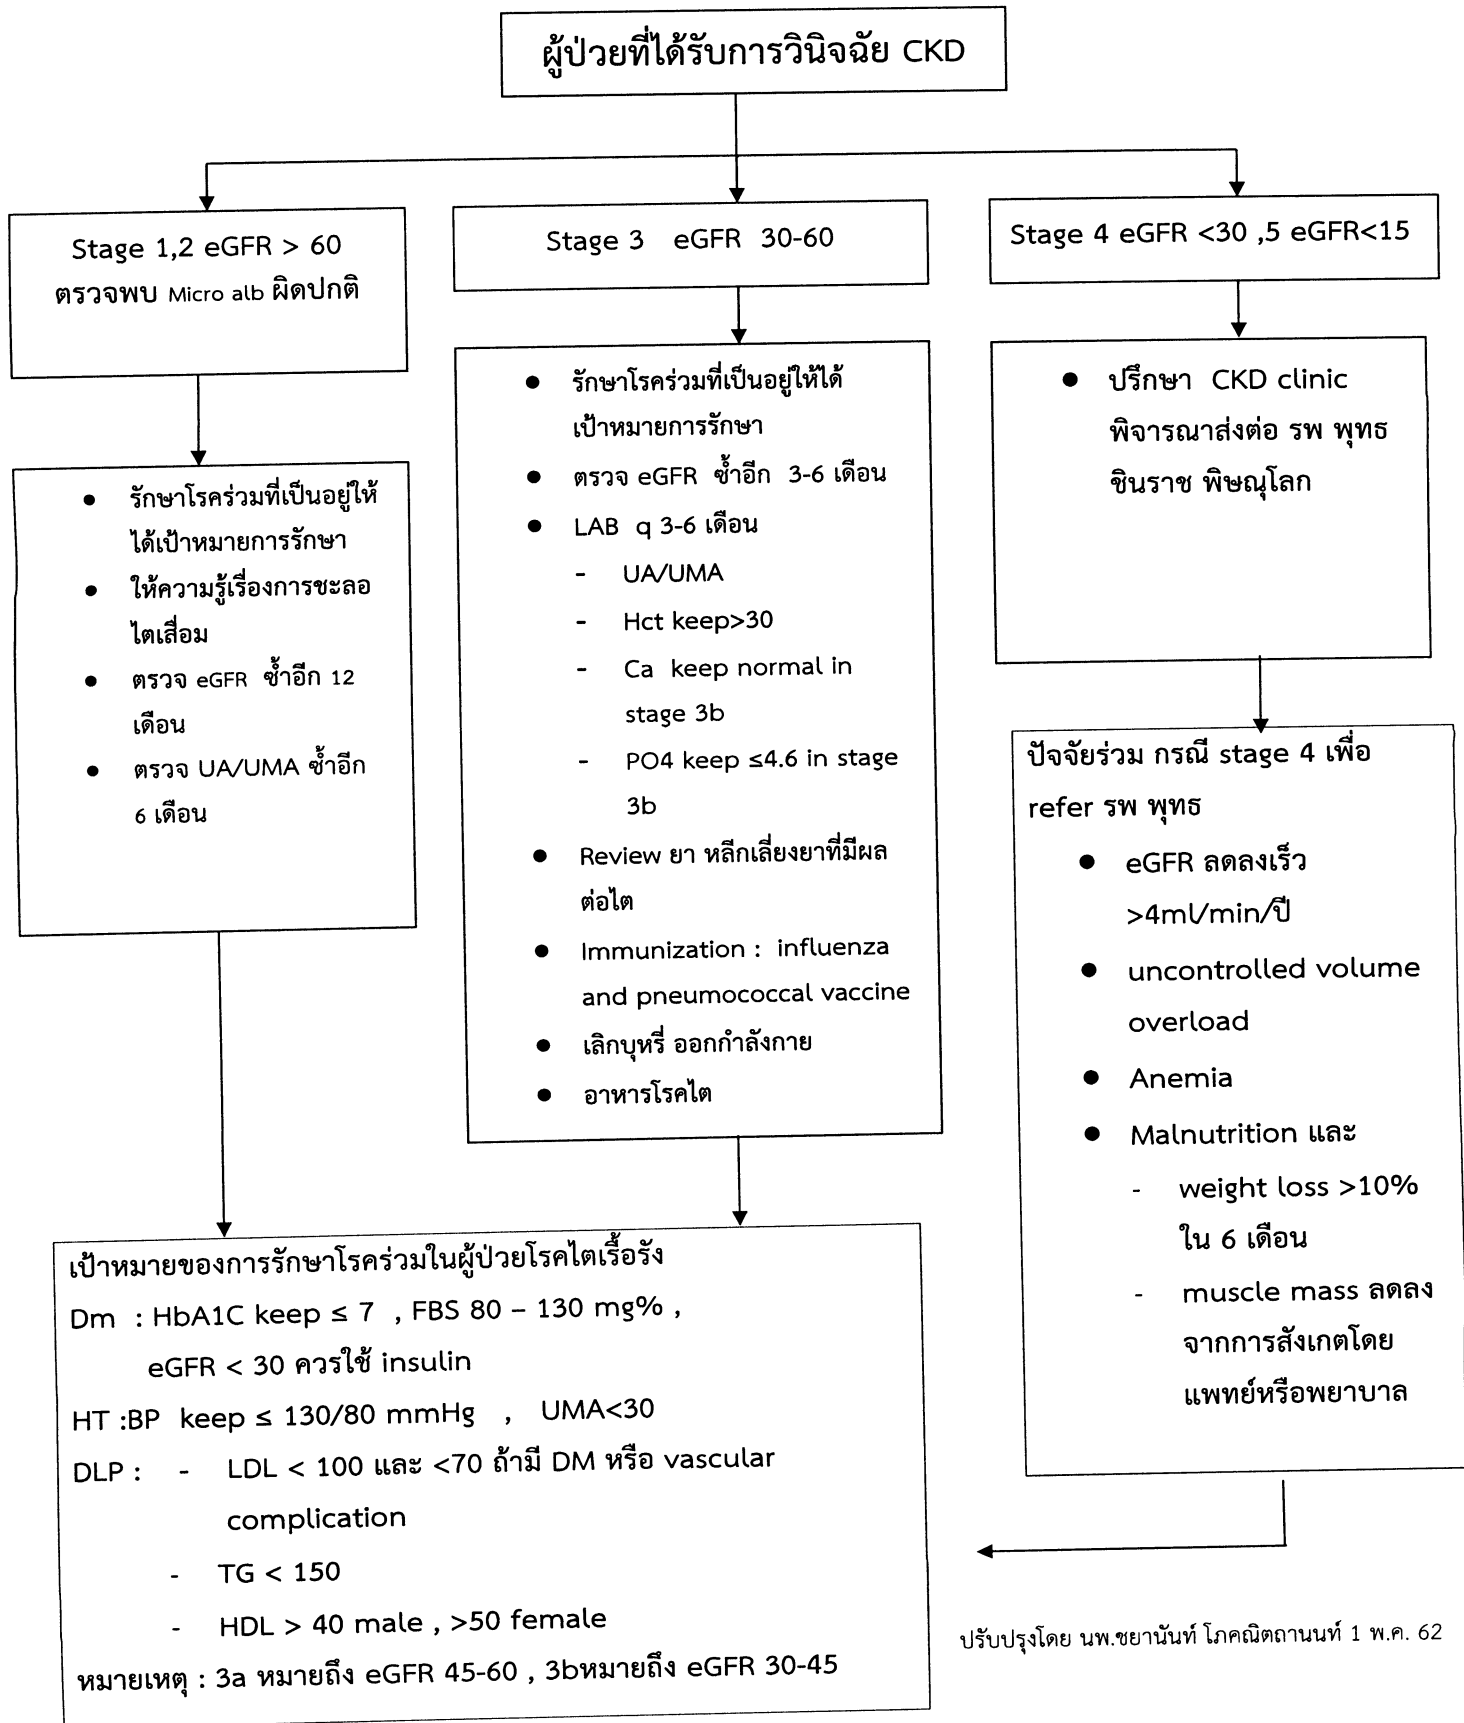 ผู้ป่วยที่ได้รับการวินิจฉัย CKD
Stage 1,2 eGFR > 60
ตรวจพบ Micro alb ผิดปกติ
Stage 3 eGFR 30-60
Stage 4 eGFR <30 ,5 eGFR<15
● รักษาโรคร่วมที่เป็นอยู่ให้
ได้เป้าหมายการรักษา
● ให้ความรู้เรื่องการชะลอ
ไตเสื่อม
● ตรวจ eGFR ซ้ำอีก 12
เดือน
● ตรวจ UA/UMA ซ้ำอีก
6 เดือน
● รักษาโรคร่วมที่เป็นอยู่ให้ได้
เป้าหมายการรักษา
● ตรวจ eGFR ซ้ำอีก 3-6 เดือน
● LAB q 3-6 เดือน
- UA/UMA
- Hct keep>30
- Ca keep normal in
stage 3b
- PO4 keep ≤4.6 in stage
3b
● Review ยา หลีกเลี่ยงยาที่มีผล
ต่อไต
● Immunization : influenza
and pneumococcal vaccine
● เลิกบุหรี่ ออกกำลังกาย
● อาหารโรคไต
● ปรึกษา CKD clinic
พิจารณาส่งต่อ รพ พุทธ
ชินราช พิษณุโลก
ปัจจัยร่วม กรณี stage 4 เพื่อ
refer รพ พุทธ
● eGFR ลดลงเร็ว
>4ml/min/ปี
● uncontrolled volume
overload
● Anemia
● Malnutrition และ
- weight loss >10%
ใน 6 เดือน
- muscle mass ลดลง
จากการสังเกตโดย
แพทย์หรือพยาบาล
เป้าหมายของการรักษาโรคร่วมในผู้ป่วยโรคไตเรื้อรัง
Dm : HbA1C keep ≤ 7 , FBS 80 – 130 mg% ,
eGFR < 30 ควรใช้ insulin
HT :BP keep ≤ 130/80 mmHg , UMA<30
DLP : - LDL < 100 และ <70 ถ้ามี DM หรือ vascular
complication
- TG < 150
- HDL > 40 male , >50 female
หมายเหตุ : 3a หมายถึง eGFR 45-60 , 3bหมายถึง eGFR 30-45
ปรับปรุงโดย นพ.ชยานันท์ โภคณิตถานนท์ 1 พ.ค. 62